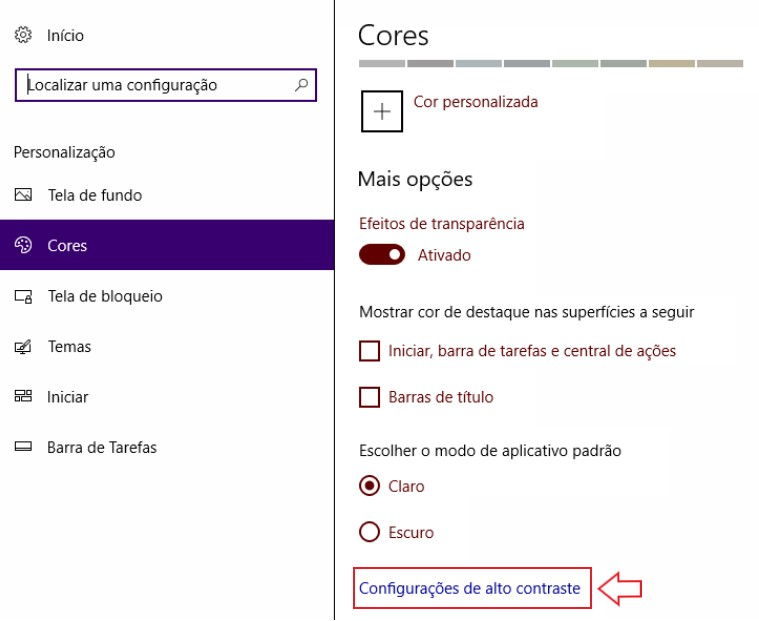 Início
Localizar uma configuração
Personalização
Tela de fundo
Cores
Tela de bloqueio
Temas
Iniciar
Barra de Tarefas
Cores
Cor personalizada
Mais opções
Efeitos de transparência
Ativado
Mostrar cor de destaque nas superfícies a seguir
Iniciar, barra de tarefas e central de ações
Barras de título
Escolher o modo de aplicativo padrão
Claro
Escuro
Configurações de alto contraste